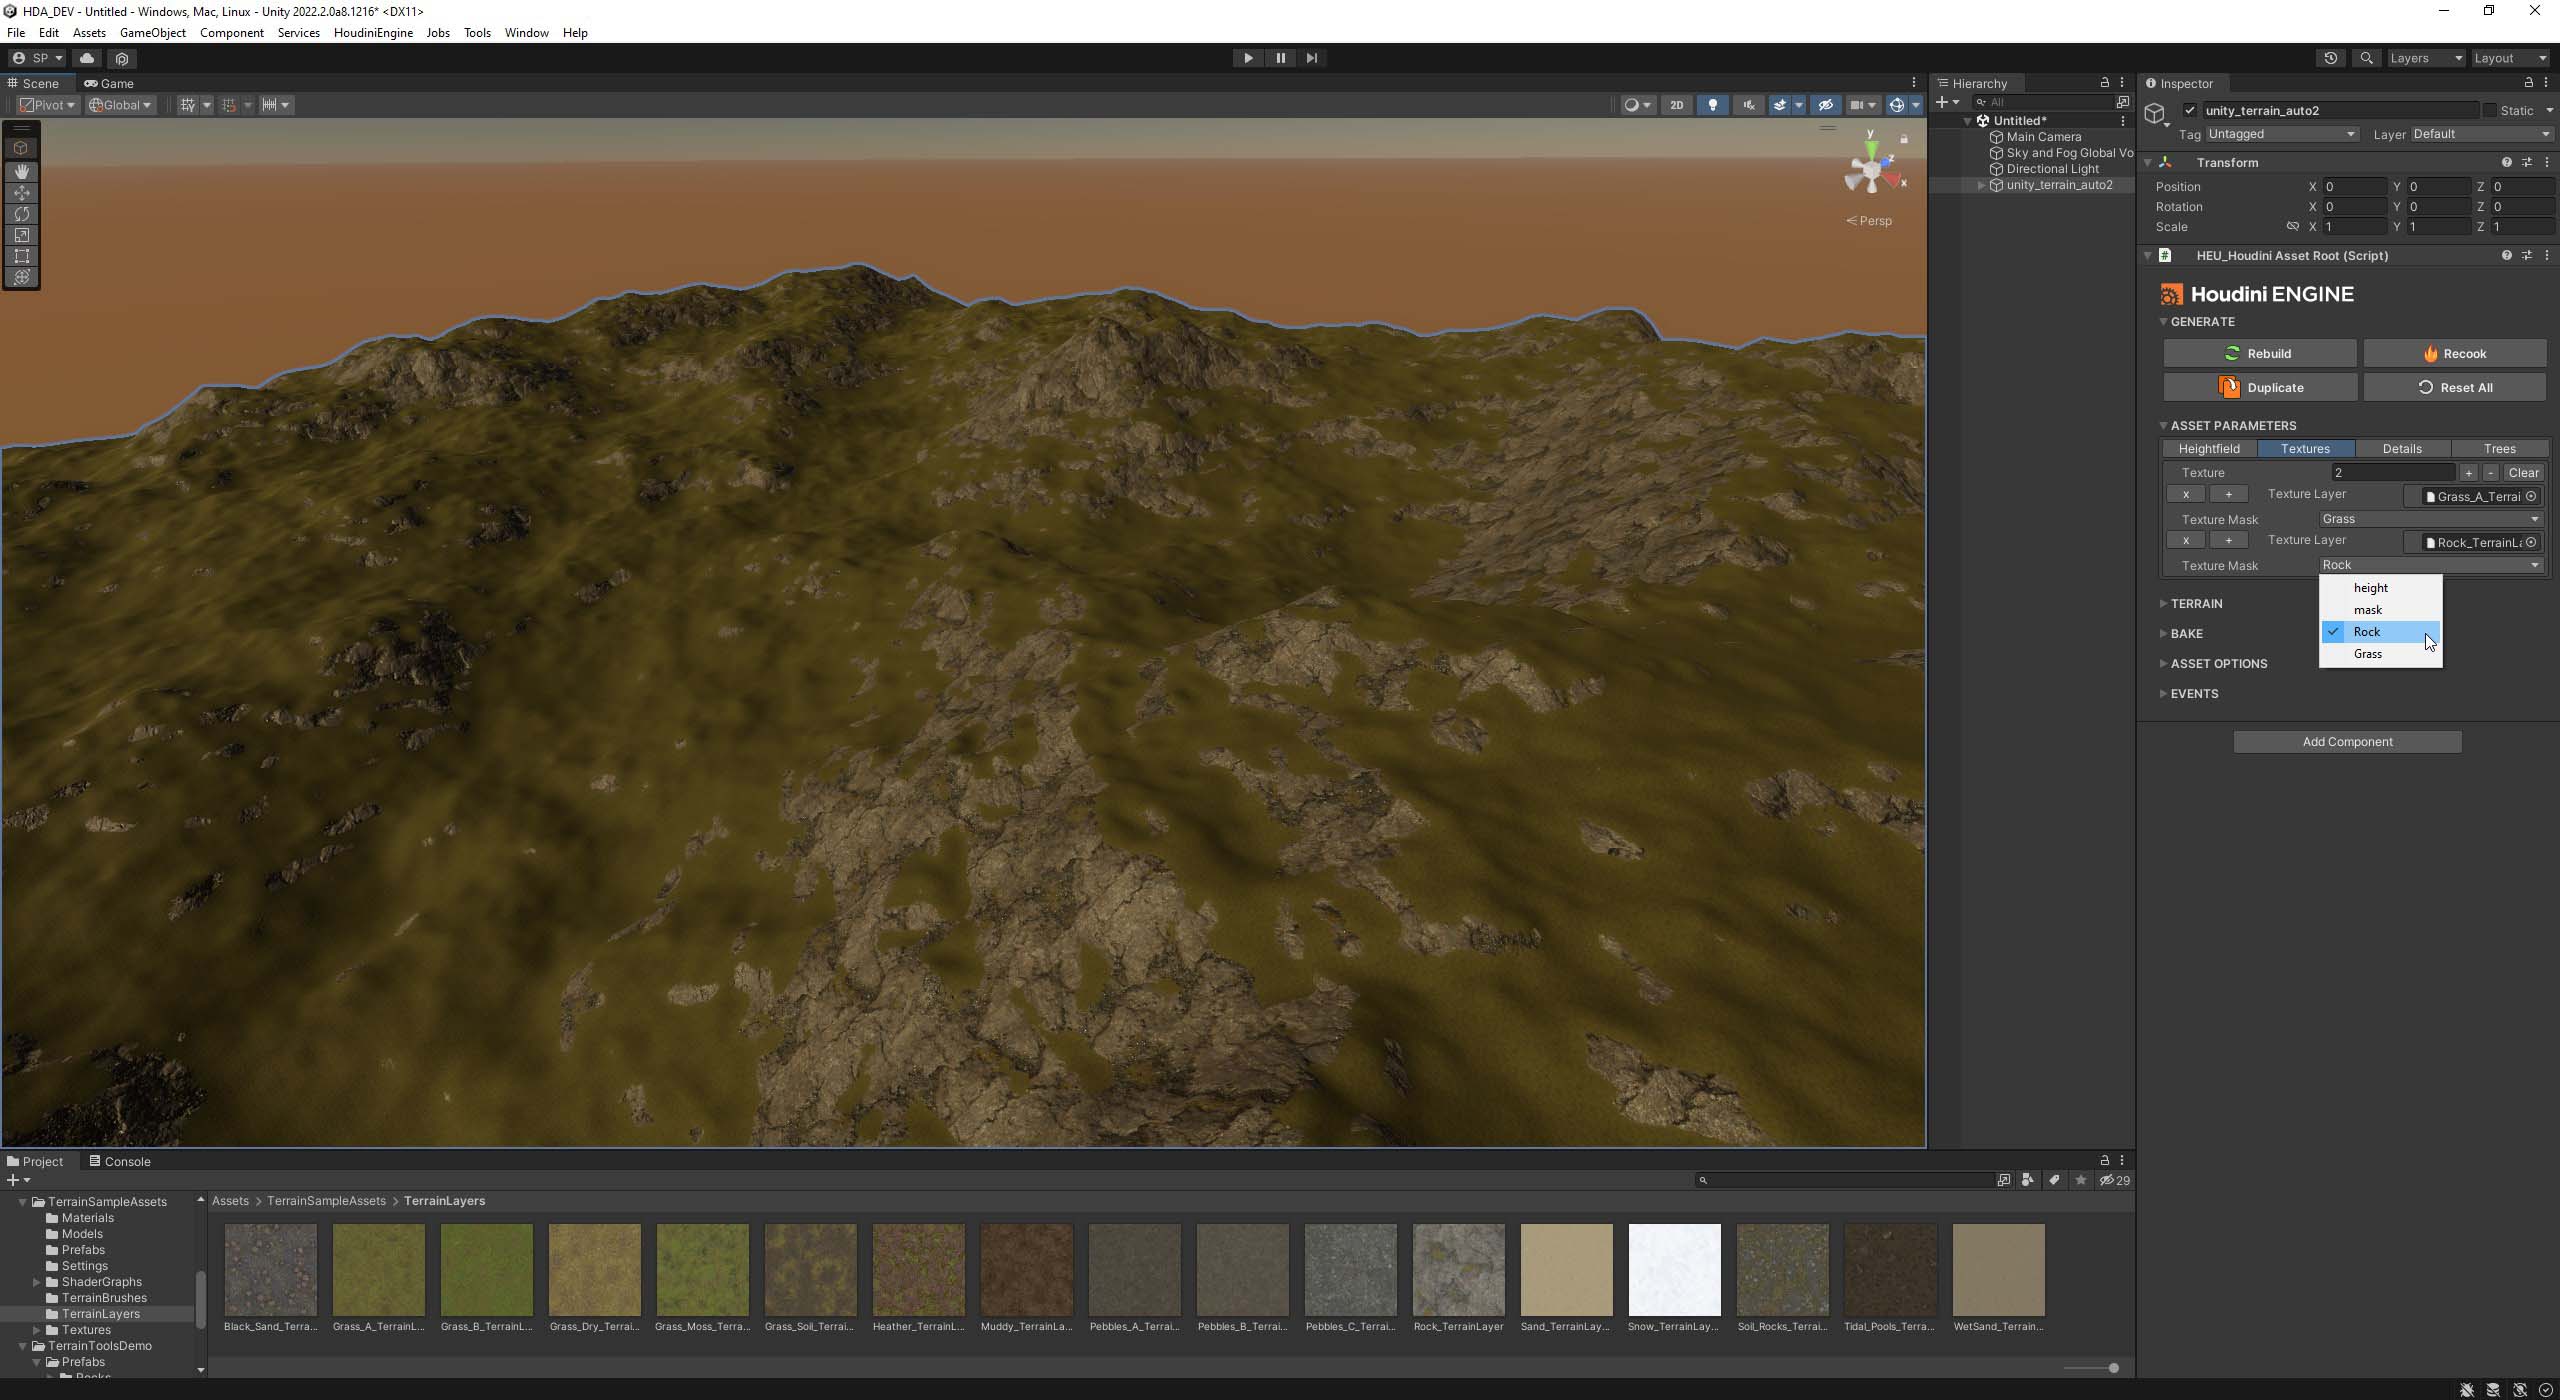 HDA_DEV - Untitled - Windows, Mac, Linux - Unity 2022.2.0a8.1216* <DX11>
File Edit Assets GameObject Component Services HoudiniEngine Jobs Tools Window Help
SP Layers Layout
Scene Game
Pivot Global 2D
y
z
x
Persp
Hierarchy
All
Untitled*
Main Camera
Sky and Fog Global Vo
Directional Light
unity_terrain_auto2
Inspector
unity_terrain_auto2 Static
Tag Untagged Layer Default
Transform
Position X 0 Y 0 Z 0
Rotation X 0 Y 0 Z 0
Scale X 1 Y 1 Z 1
# HEU_Houdini Asset Root (Script)
Houdini ENGINE
GENERATE
Rebuild Recook
Duplicate Reset All
ASSET PARAMETERS
Heightfield Textures Details Trees
Texture 2 + - Clear
x + Texture Layer Grass_A_Terrai
Texture Mask Grass
x + Texture Layer Rock_TerrainLa
Texture Mask Rock
height
mask
Rock
Grass
TERRAIN
BAKE
ASSET OPTIONS
EVENTS
Add Component
Project Console
29
TerrainSampleAssets
Materials
Models
Prefabs
Settings
ShaderGraphs
TerrainBrushes
TerrainLayers
Textures
TerrainToolsDemo
Prefabs
Rocks
Assets > TerrainSampleAssets > TerrainLayers
Black_Sand_Terra... Grass_A_TerrainL... Grass_B_TerrainL... Grass_Dry_Terrai... Grass_Moss_Terra... Grass_Soil_Terrai... Heather_TerrainL... Muddy_TerrainLa... Pebbles_A_Terrai... Pebbles_B_Terrai... Pebbles_C_Terrai... Rock_TerrainLayer Sand_TerrainLay... Snow_TerrainLay... Soil_Rocks_Terrai... Tidal_Pools_Terra... WetSand_Terrain...